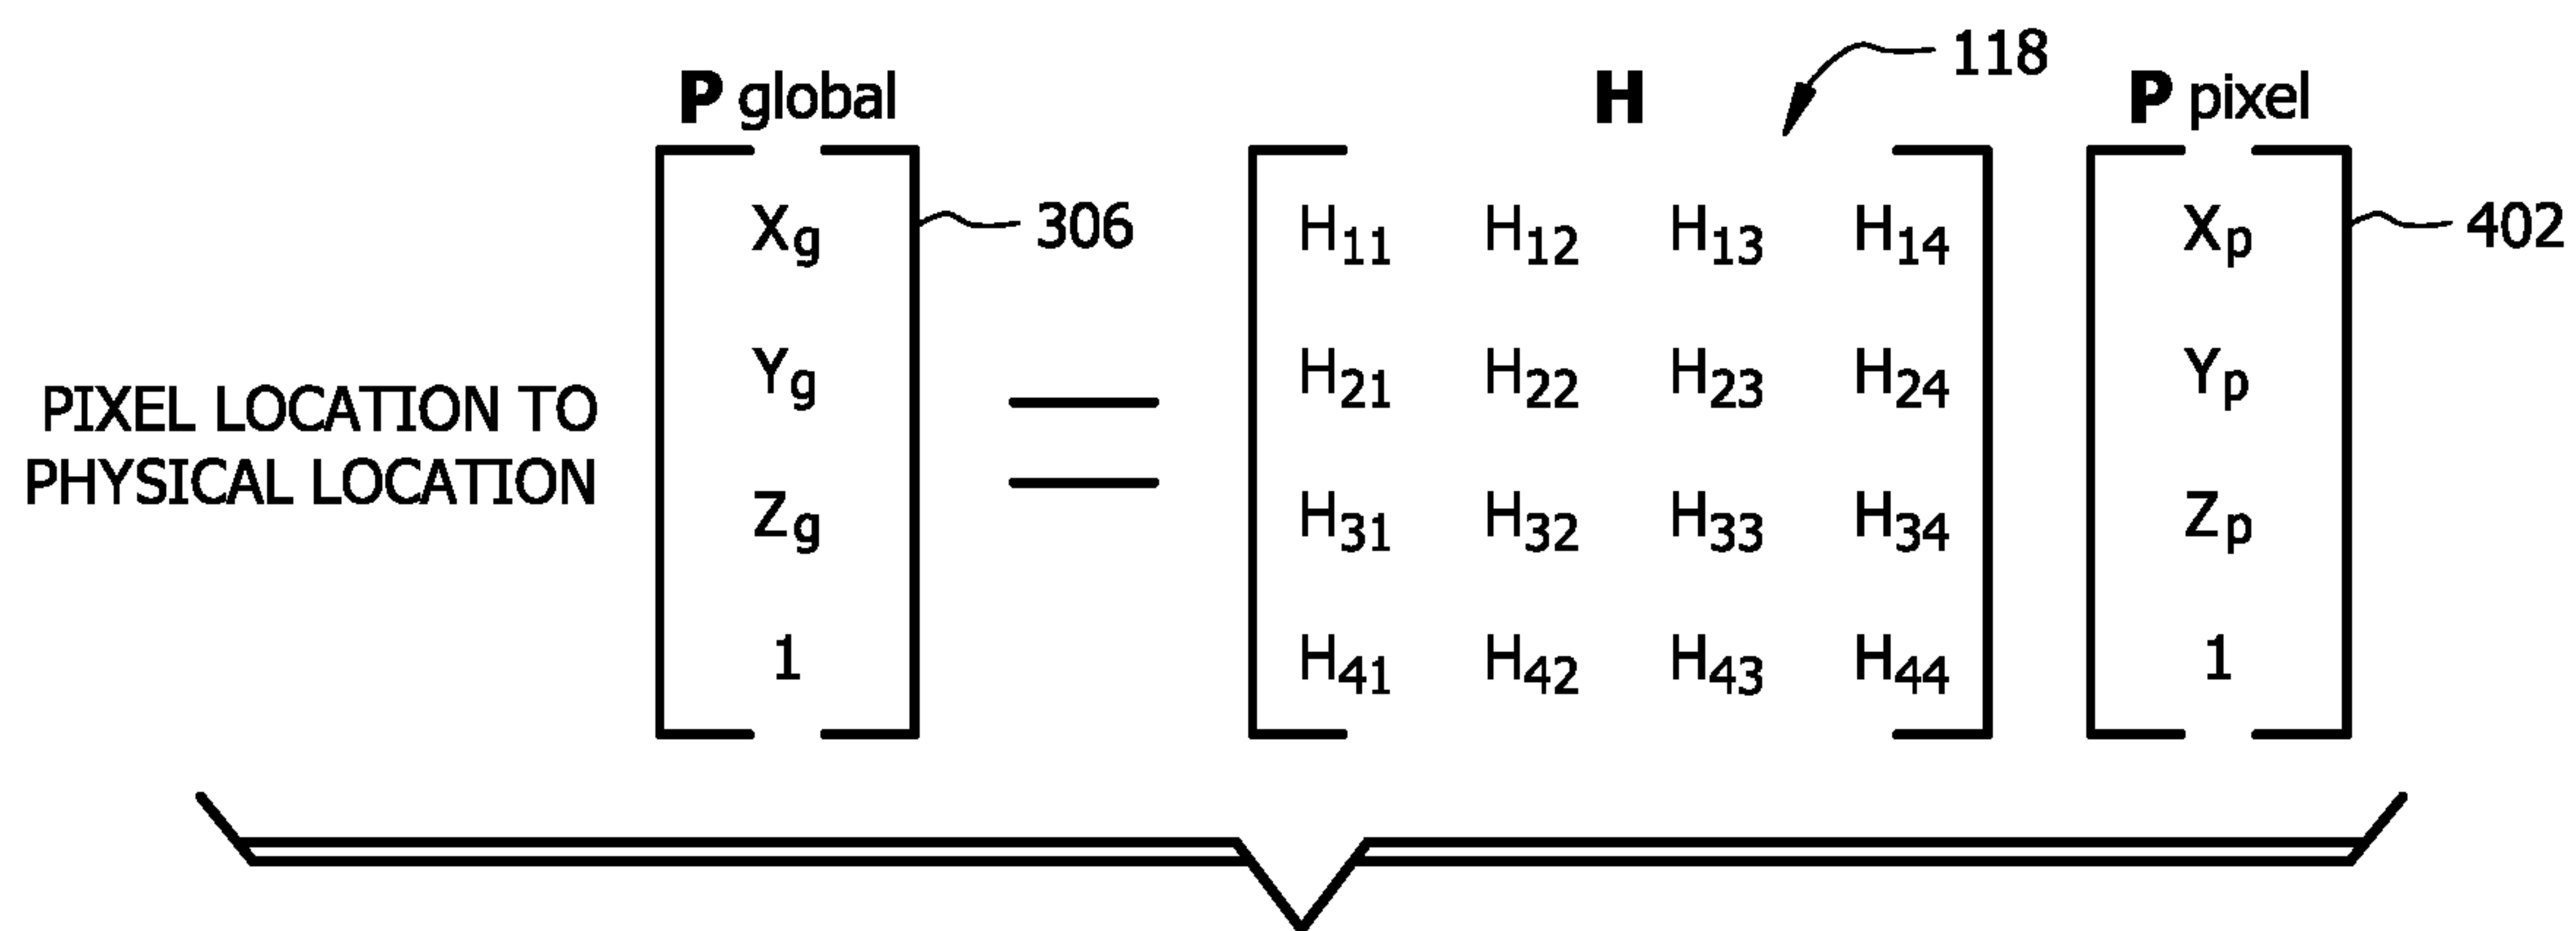 118
P global H P pixel
Xg 306 H11 H12 H13 H14 Xp 402
Yg H21 H22 H23 H24 Yp
PIXEL LOCATION TO
PHYSICAL LOCATION
=
Zg H31 H32 H33 H34 Zp
1 H41 H42 H43 H44 1